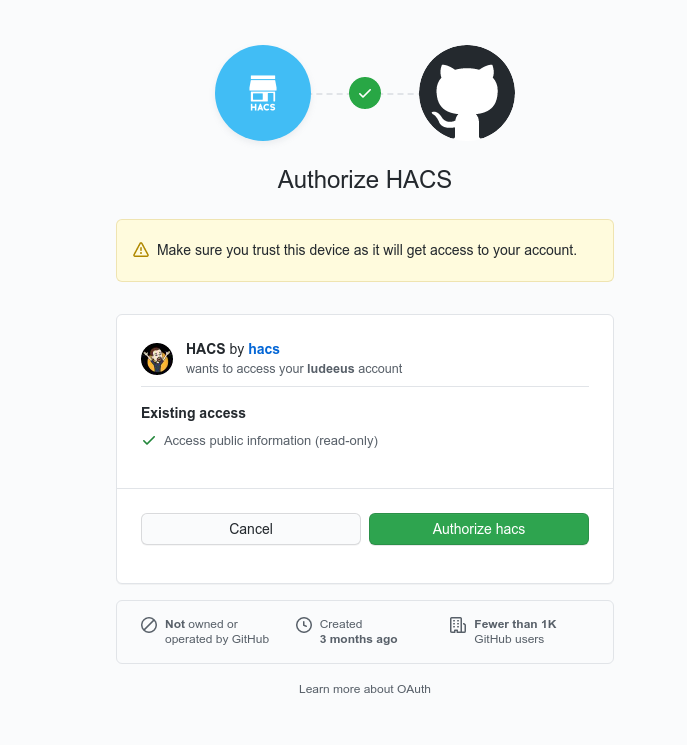 HACS
Authorize HACS
Make sure you trust this device as it will get access to your account.
HACS by hacs
wants to access your ludeeus account
Existing access
Access public information (read-only)
Cancel
Authorize hacs
Not owned or
operated by GitHub
Created
3 months ago
Fewer than 1K
GitHub users
Learn more about OAuth